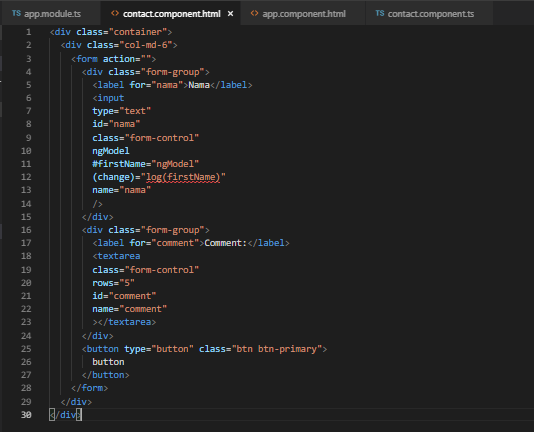 app.module.ts contact.component.html × app.component.html contact.component.ts
1 <div class="container">
2 <div class="col-md-6">
3 <form action="">
4 <div class="form-group">
5 <label for="nama">Nama</label>
6 <input
7 type="text"
8 id="nama"
9 class="form-control"
10 ngModel
11 #firstName="ngModel"
12 (change)="log(firstName)"
13 name="nama"
14 />
15 </div>
16 <div class="form-group">
17 <label for="comment">Comment:</label>
18 <textarea
19 class="form-control"
20 rows="5"
21 id="comment"
22 name="comment"
23 ></textarea>
24 </div>
25 <button type="button" class="btn btn-primary">
26 button
27 </button>
28 </form>
29 </div>
30 </div>